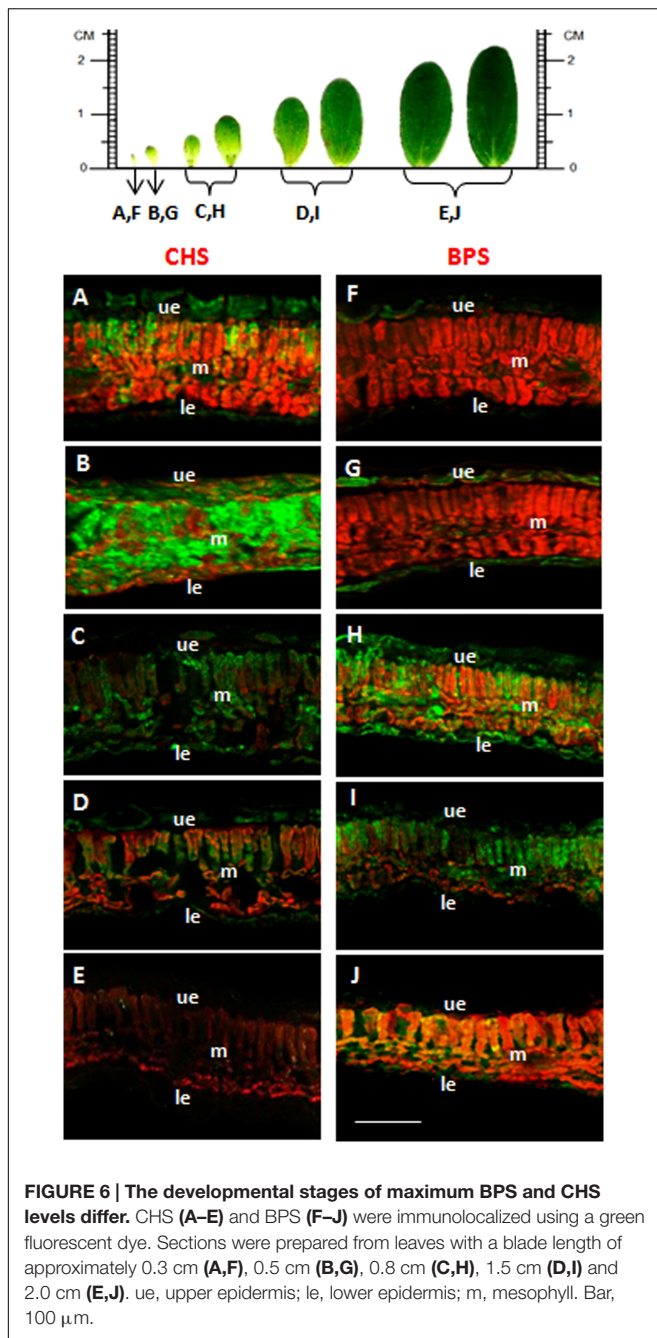 CM CM
2 2
1 1
0 0
A,F B,G C,H D,I E,J
CHS BPS
A ue m le
F ue m le
B ue m le
G ue m le
C ue m le
H ue m le
D ue m le
I ue m le
E ue m le
J ue m le
FIGURE 6 | The developmental stages of maximum BPS and CHS
levels differ. CHS (A–E) and BPS (F–J) were immunolocalized using a green
fluorescent dye. Sections were prepared from leaves with a blade length of
approximately 0.3 cm (A,F), 0.5 cm (B,G), 0.8 cm (C,H), 1.5 cm (D,I) and
2.0 cm (E,J). ue, upper epidermis; le, lower epidermis; m, mesophyll. Bar,
100 μm.